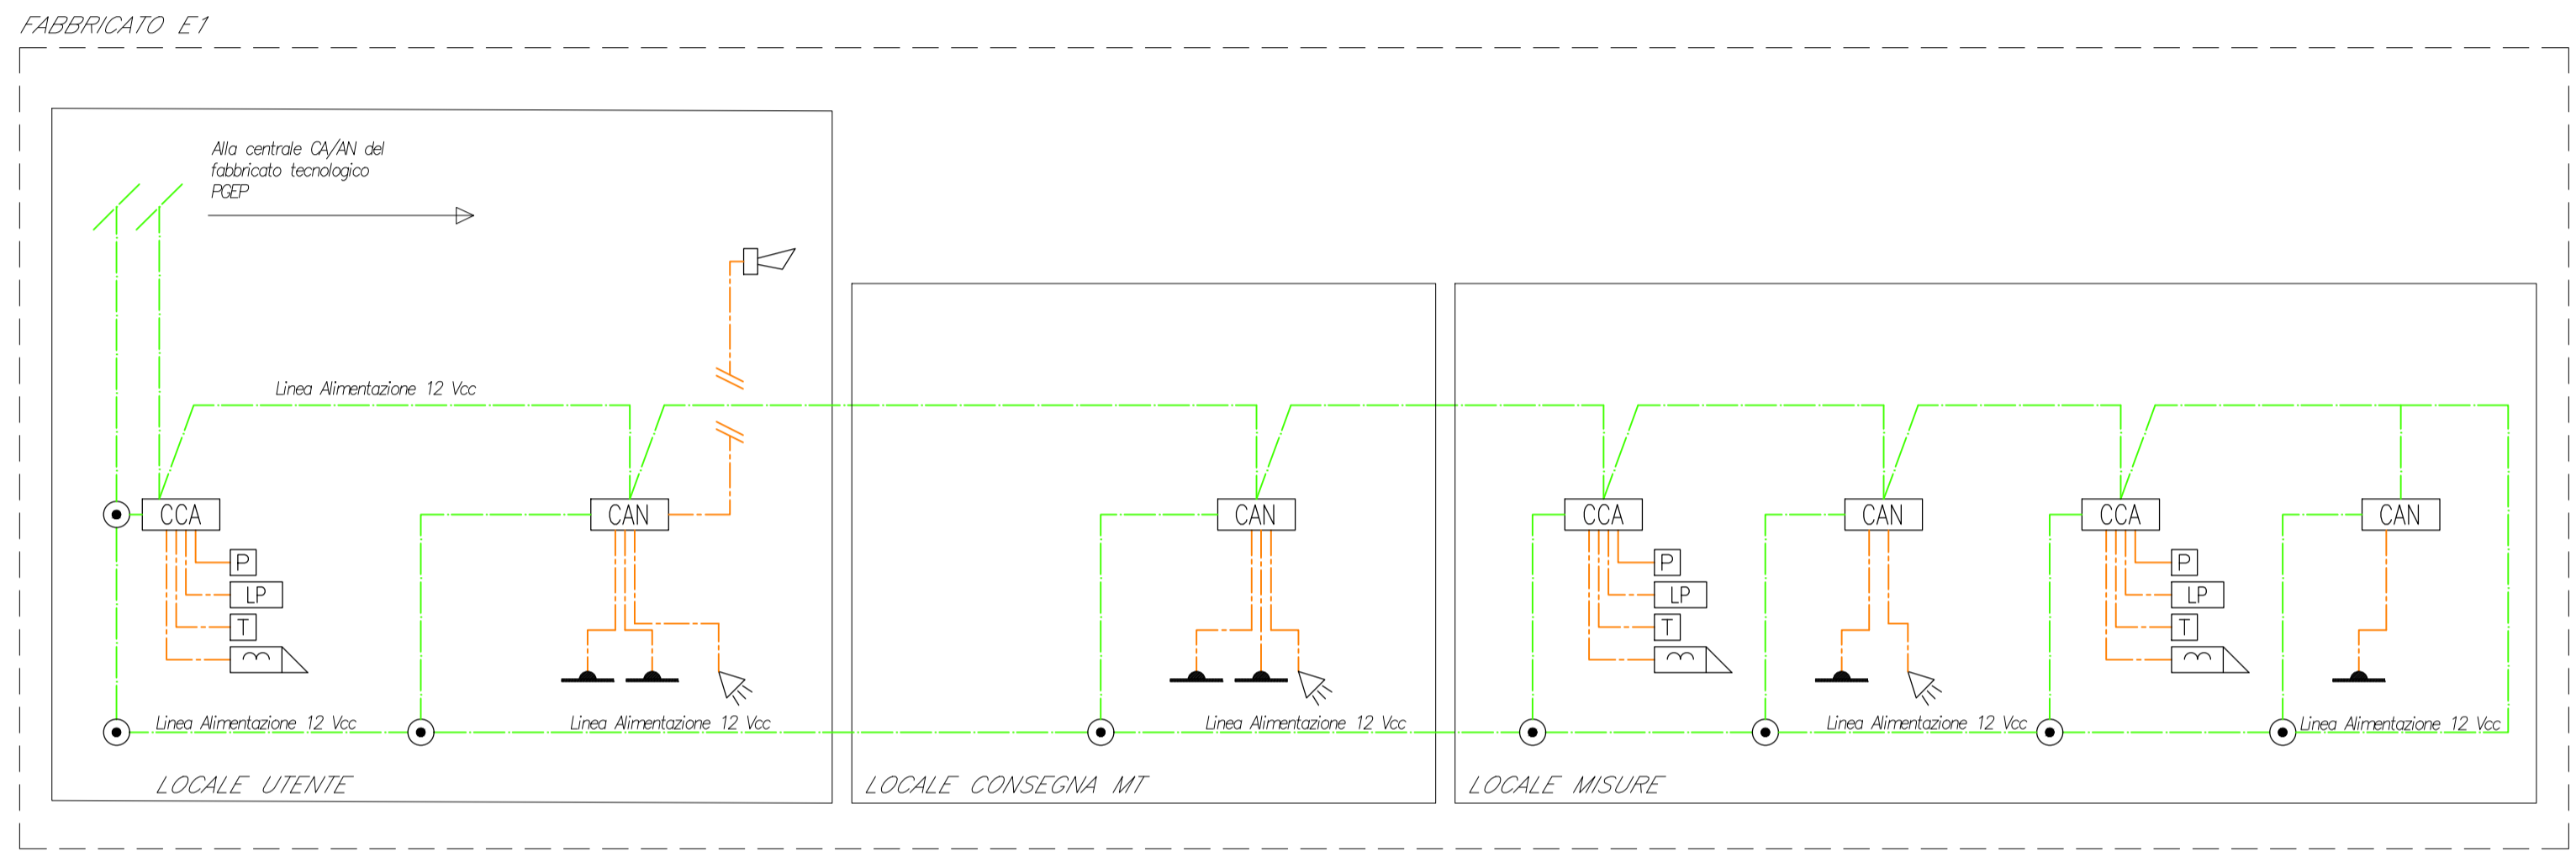 FABBRICATO E1
Alla centrale CA/AN del
fabbricato tecnologico
PGEP
Linea Alimentazione 12 Vcc
CCA
CAN
CAN
CCA
CAN
CCA
CAN
P
LP
T
P
LP
T
P
LP
T
Linea Alimentazione 12 Vcc
Linea Alimentazione 12 Vcc
Linea Alimentazione 12 Vcc
Linea Alimentazione 12 Vcc
Linea Alimentazione 12 Vcc
LOCALE UTENTE
LOCALE CONSEGNA MT
LOCALE MISURE